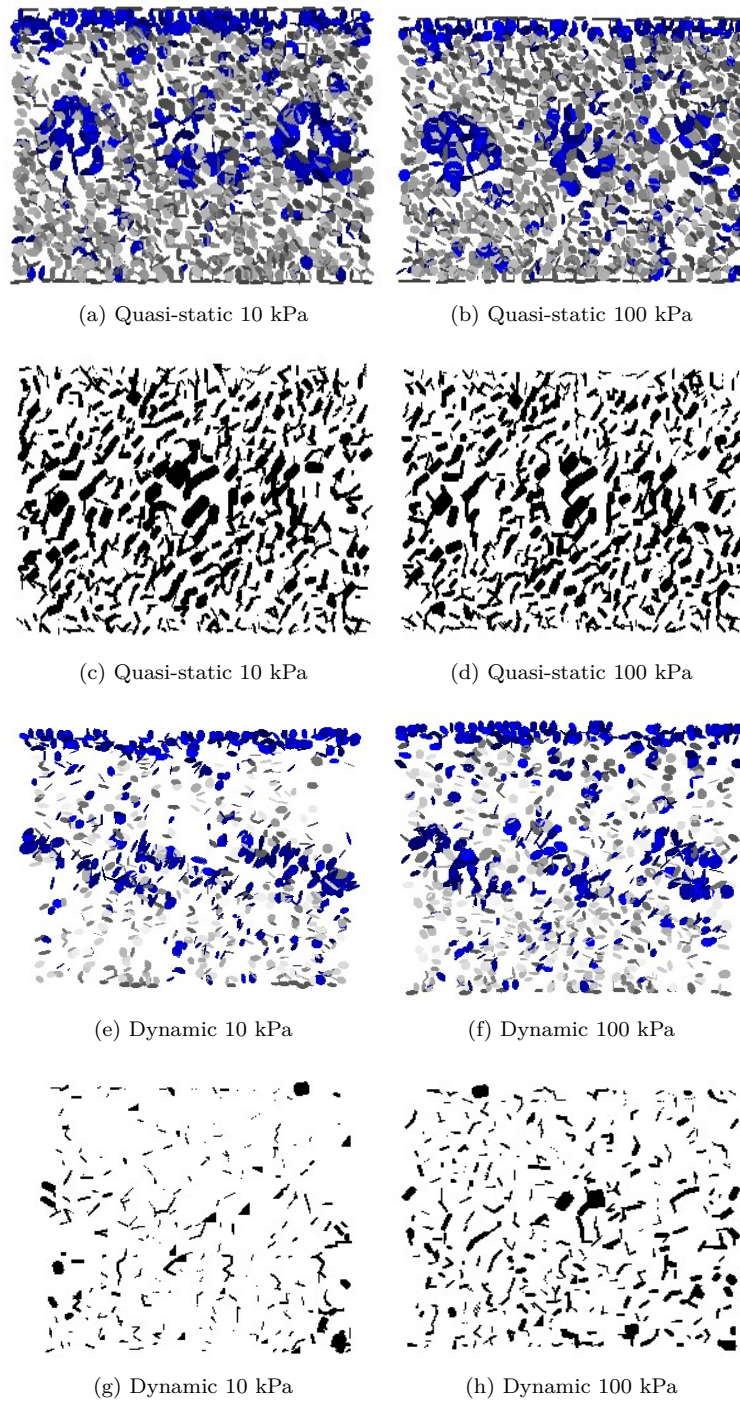 (a) Quasi-static 10 kPa
(b) Quasi-static 100 kPa
(c) Quasi-static 10 kPa
(d) Quasi-static 100 kPa
(e) Dynamic 10 kPa
(f) Dynamic 100 kPa
(g) Dynamic 10 kPa
(h) Dynamic 100 kPa